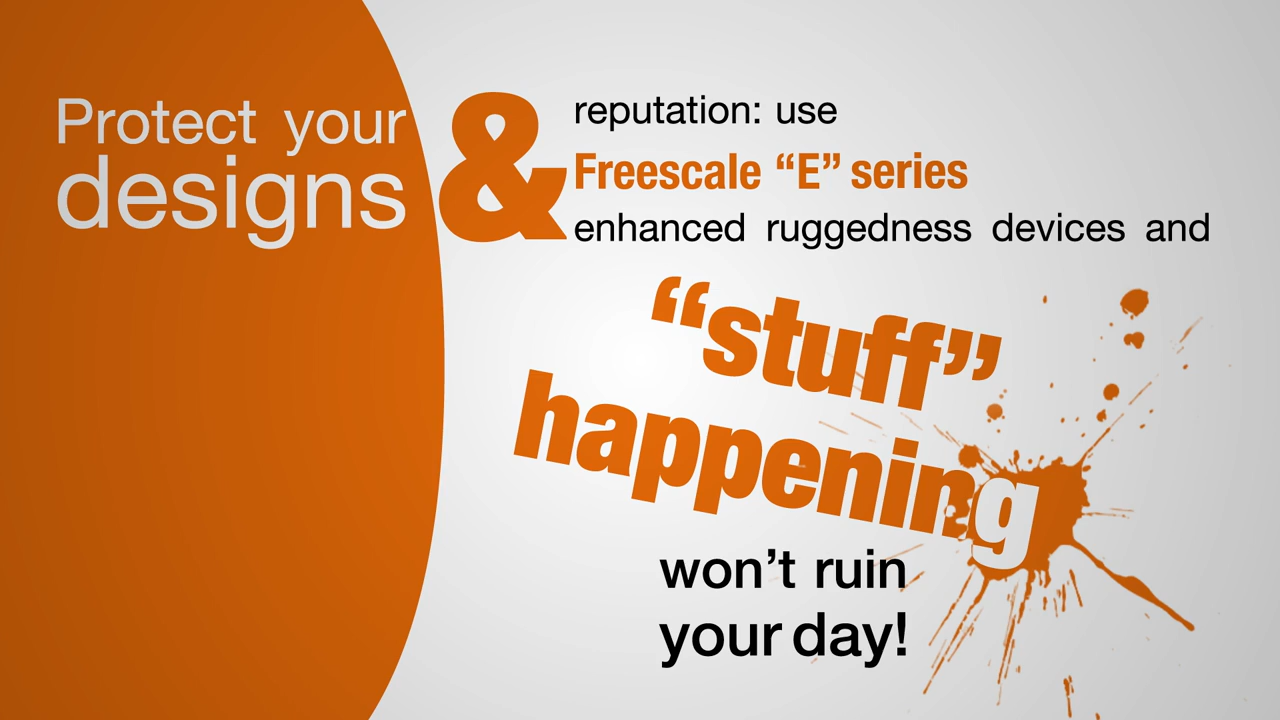 Protect your
designs
&
reputation: use
Freescale “E” series
enhanced ruggedness devices and
“stuff”
happening
won’t ruin
your day!